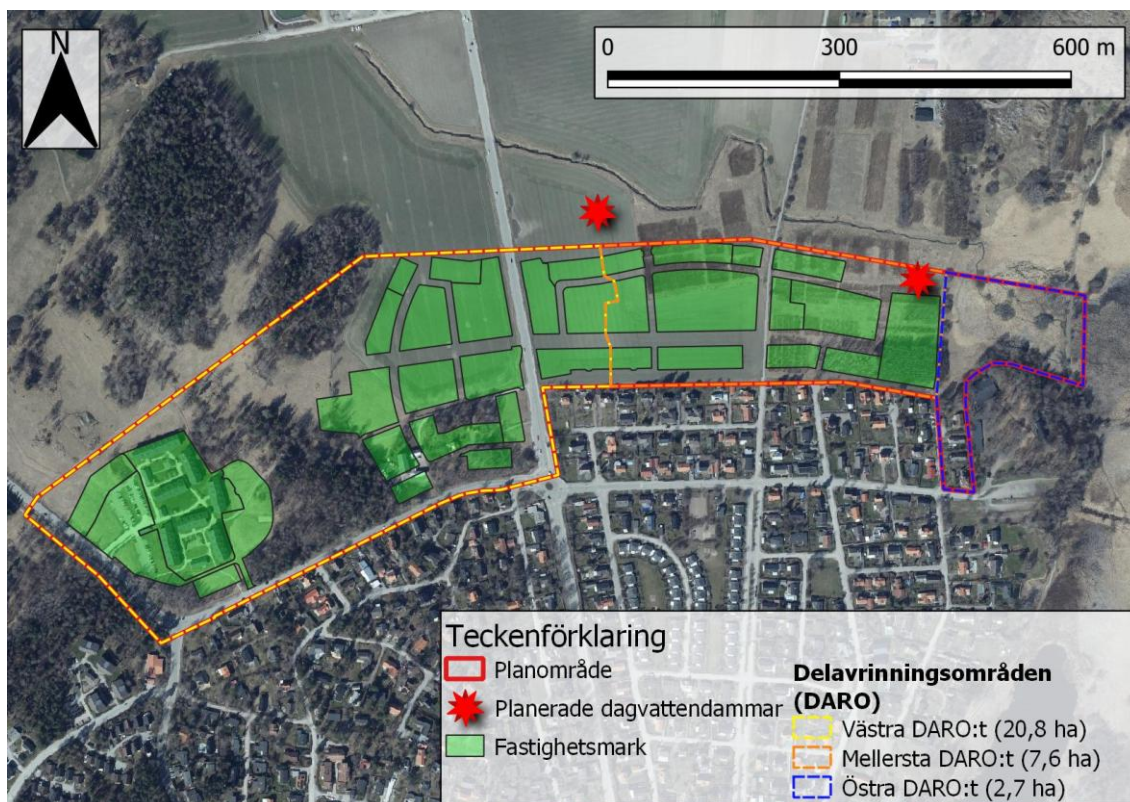 N
0 300 600 m
Teckenförklaring
Planområde
Planerade dagvattendammar
Fastighetsmark
Delavrinningsområden
(DARO)
Västra DARO:t (20,8 ha)
Mellersta DARO:t (7,6 ha)
Östra DARO:t (2,7 ha)